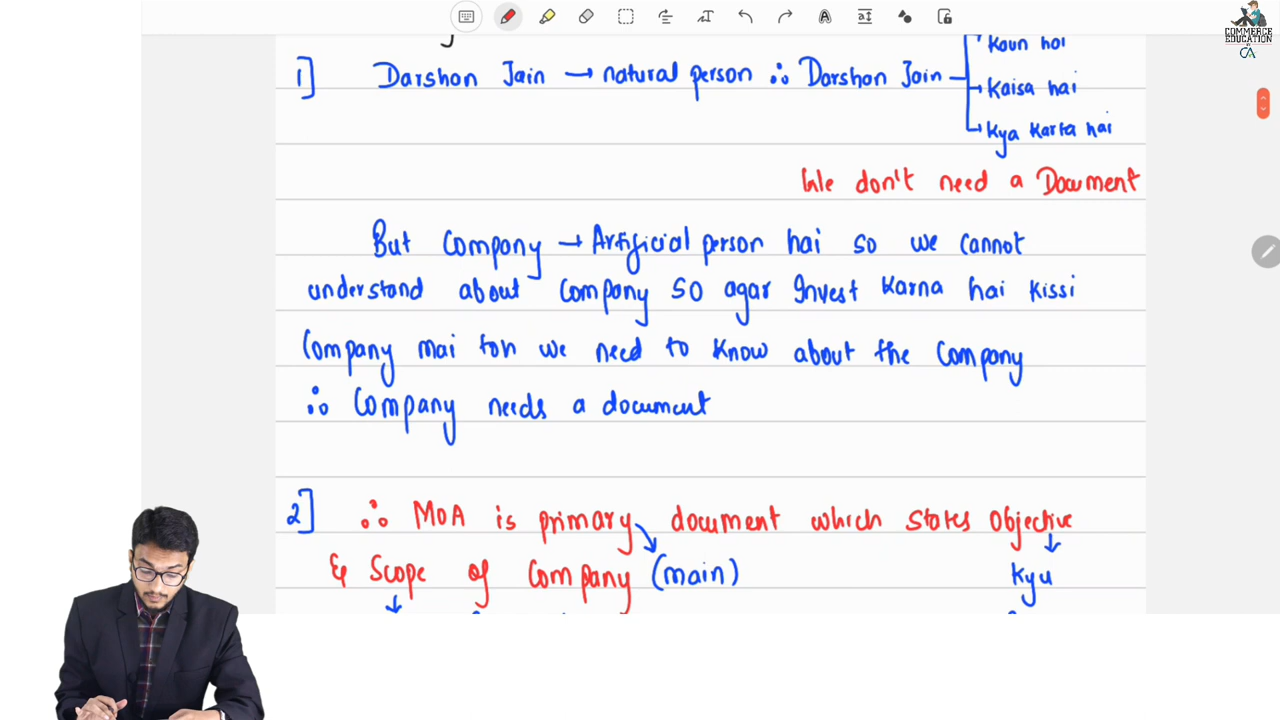 COMMERCE
EDUCATION
BY
CA
Kaun hai
1] Darshan Jain → natural person ∴ Darshan Jain
Kaisa hai
Kya Karta hai
We don't need a Document
But Company → Artificial person hai so we cannot
understand about Company SO agar Invest Karna hai kissi
Company mai toh we need to Know about the Company
∴ Company needs a document
2] ∴ MOA is primary document which states Objective
& Scope of Company (main) Kyu